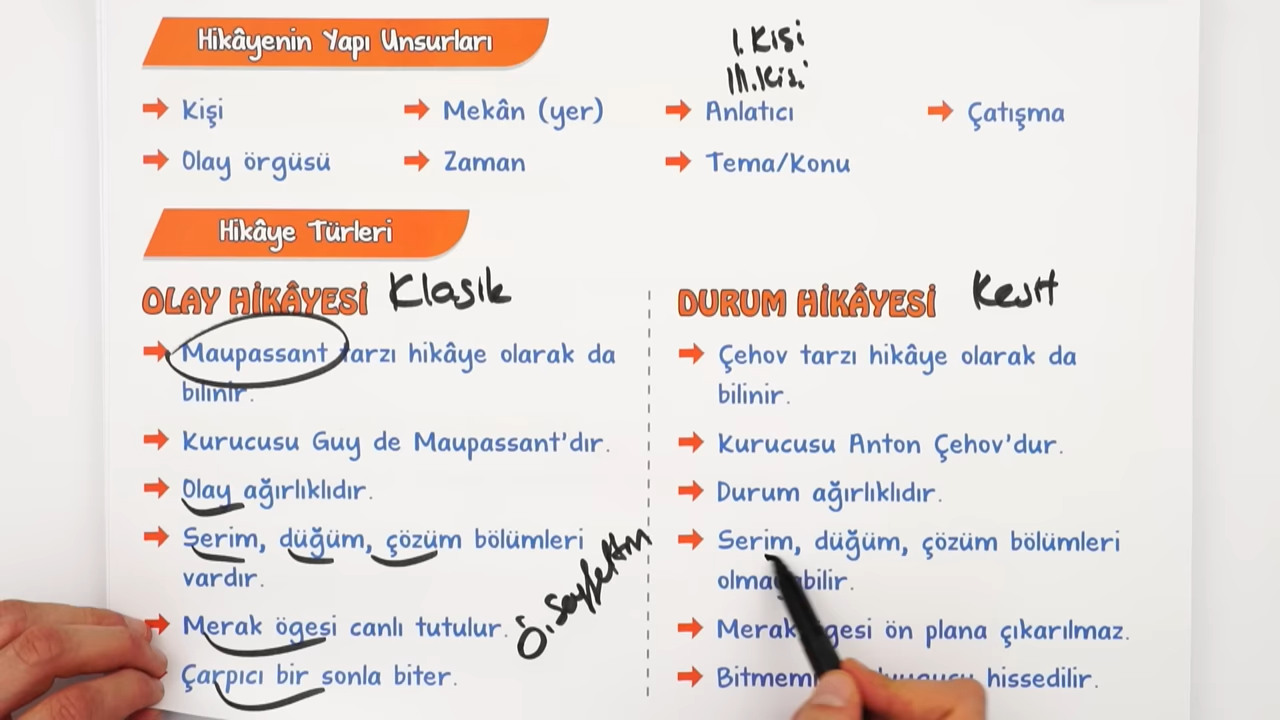 Hikâyenin Yapı Unsurları
I. Kişi
III. Kişi
Kişi
Mekân (yer)
Anlatıcı
Çatışma
Olay örgüsü
Zaman
Tema/Konu
Hikâye Türleri
OLAY HİKÂYESİ Klasik
Maupassant tarzı hikâye olarak da
bilinir.
Kurucusu Guy de Maupassant'dır.
Olay ağırlıklıdır.
Serim, düğüm, çözüm bölümleri
vardır.
Merak ögesi canlı tutulur.
Ö. Seyfettin
Çarpıcı bir sonla biter.
DURUM HİKÂYESİ Kesit
Çehov tarzı hikâye olarak da
bilinir.
Kurucusu Anton Çehov'dur.
Durum ağırlıklıdır.
Serim, düğüm, çözüm bölümleri
olmayabilir.
Merak ögesi ön plana çıkarılmaz.
hissedilir.